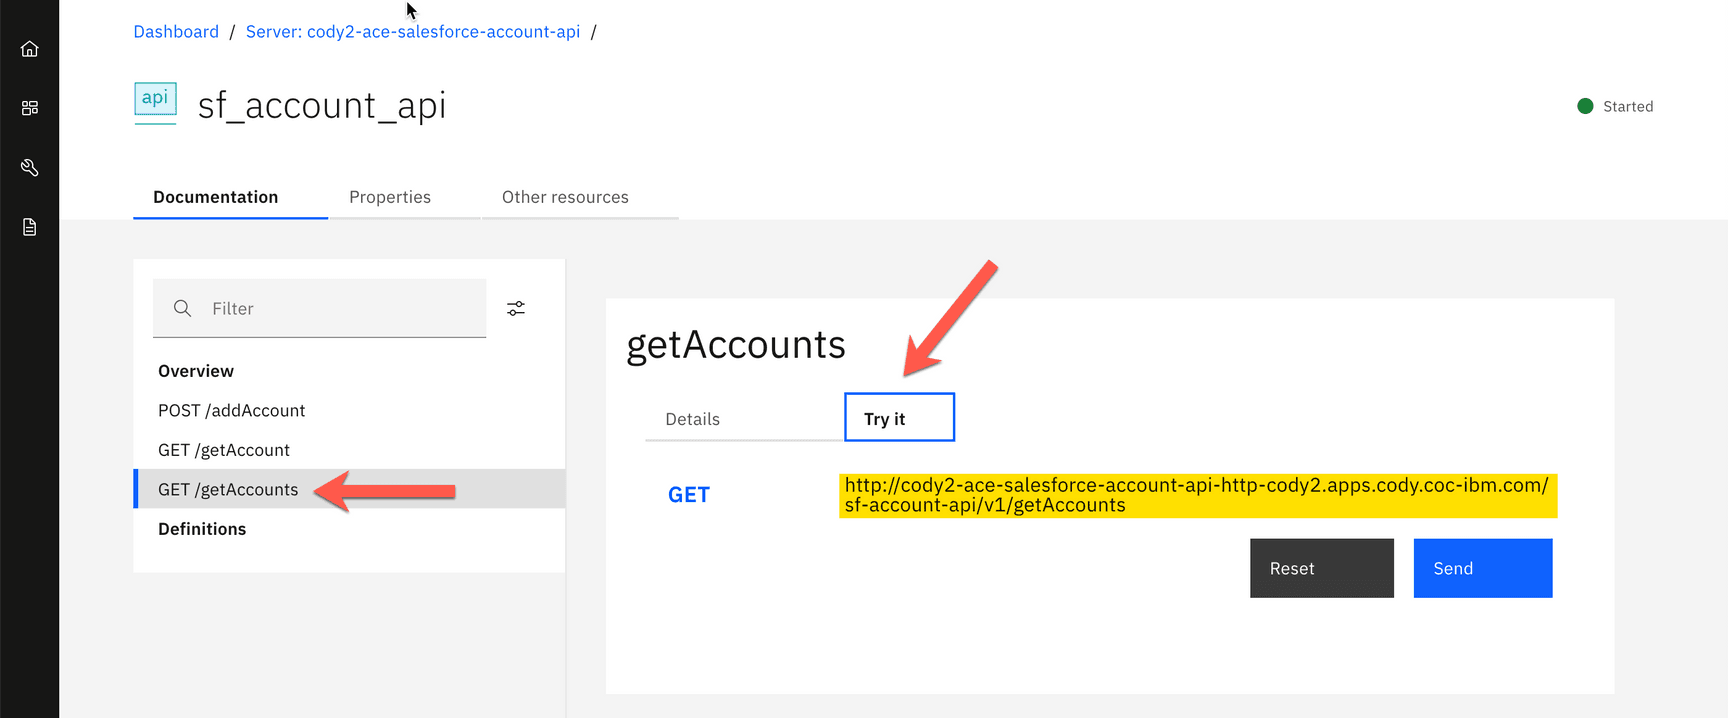 Dashboard / Server: cody2-ace-salesforce-account-api /
api
sf_account_api
Started
Documentation
Properties
Other resources
Filter
Overview
POST /addAccount
GET /getAccount
GET /getAccounts
Definitions
getAccounts
Details
Try it
GET
http://cody2-ace-salesforce-account-api-http-cody2.apps.cody.coc-ibm.com/
sf-account-api/v1/getAccounts
Reset
Send